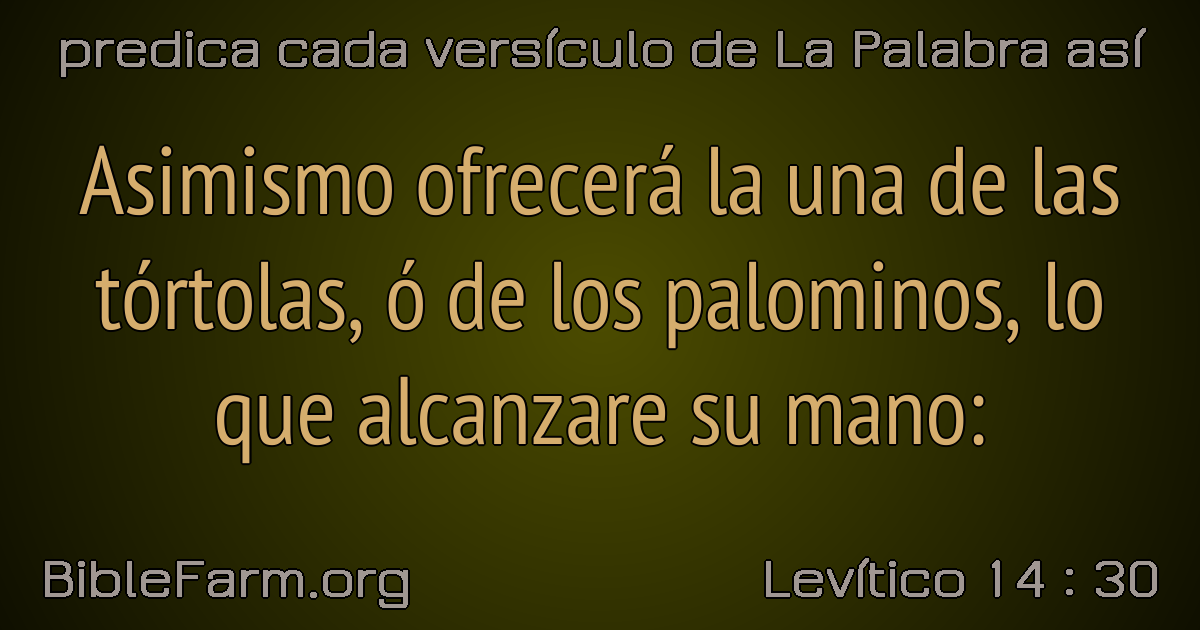 predica cada versículo de La Palabra así
Asimismo ofrecerá la una de las
tórtolas, ó de los palominos, lo
que alcanzare su mano:
BibleFarm.org
Levítico 14 : 30